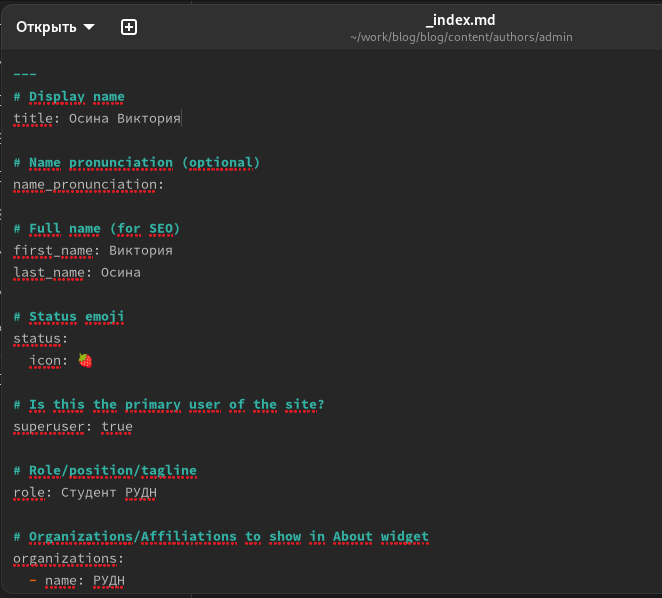 Открыть
_index.md
~/work/blog/blog/content/authors/admin
---
# Display name
title: Осина Виктория
# Name pronunciation (optional)
name_pronunciation:
# Full name (for SEO)
first_name: Виктория
last_name: Осина
# Status emoji
status:
icon: 🍓
# Is this the primary user of the site?
superuser: true
# Role/position/tagline
role: Студент РУДН
# Organizations/Affiliations to show in About widget
organizations:
- name: РУДН